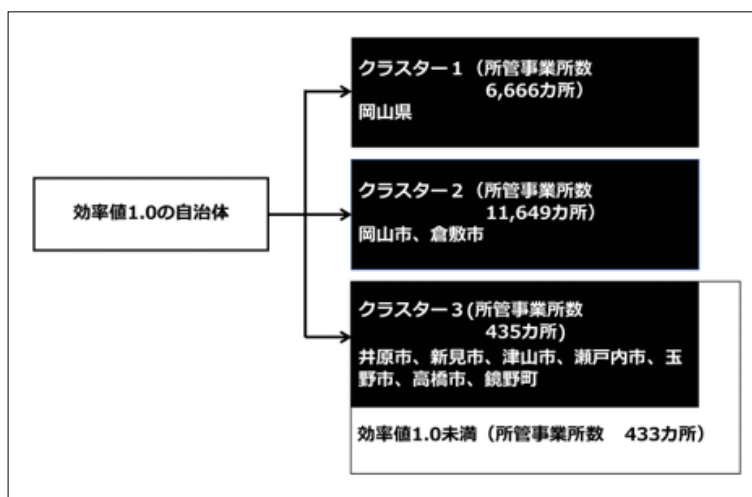 クラスター１（所管事業所数
6,666カ所）
岡山県
効率値1.0の自治体
クラスター２（所管事業所数
11,649カ所）
岡山市、倉敷市
クラスター３(所管事業所数
435カ所)
井原市、新見市、津山市、瀬戸内市、玉
野市、高橋市、鏡野町
効率値1.0未満（所管事業所数　433カ所）